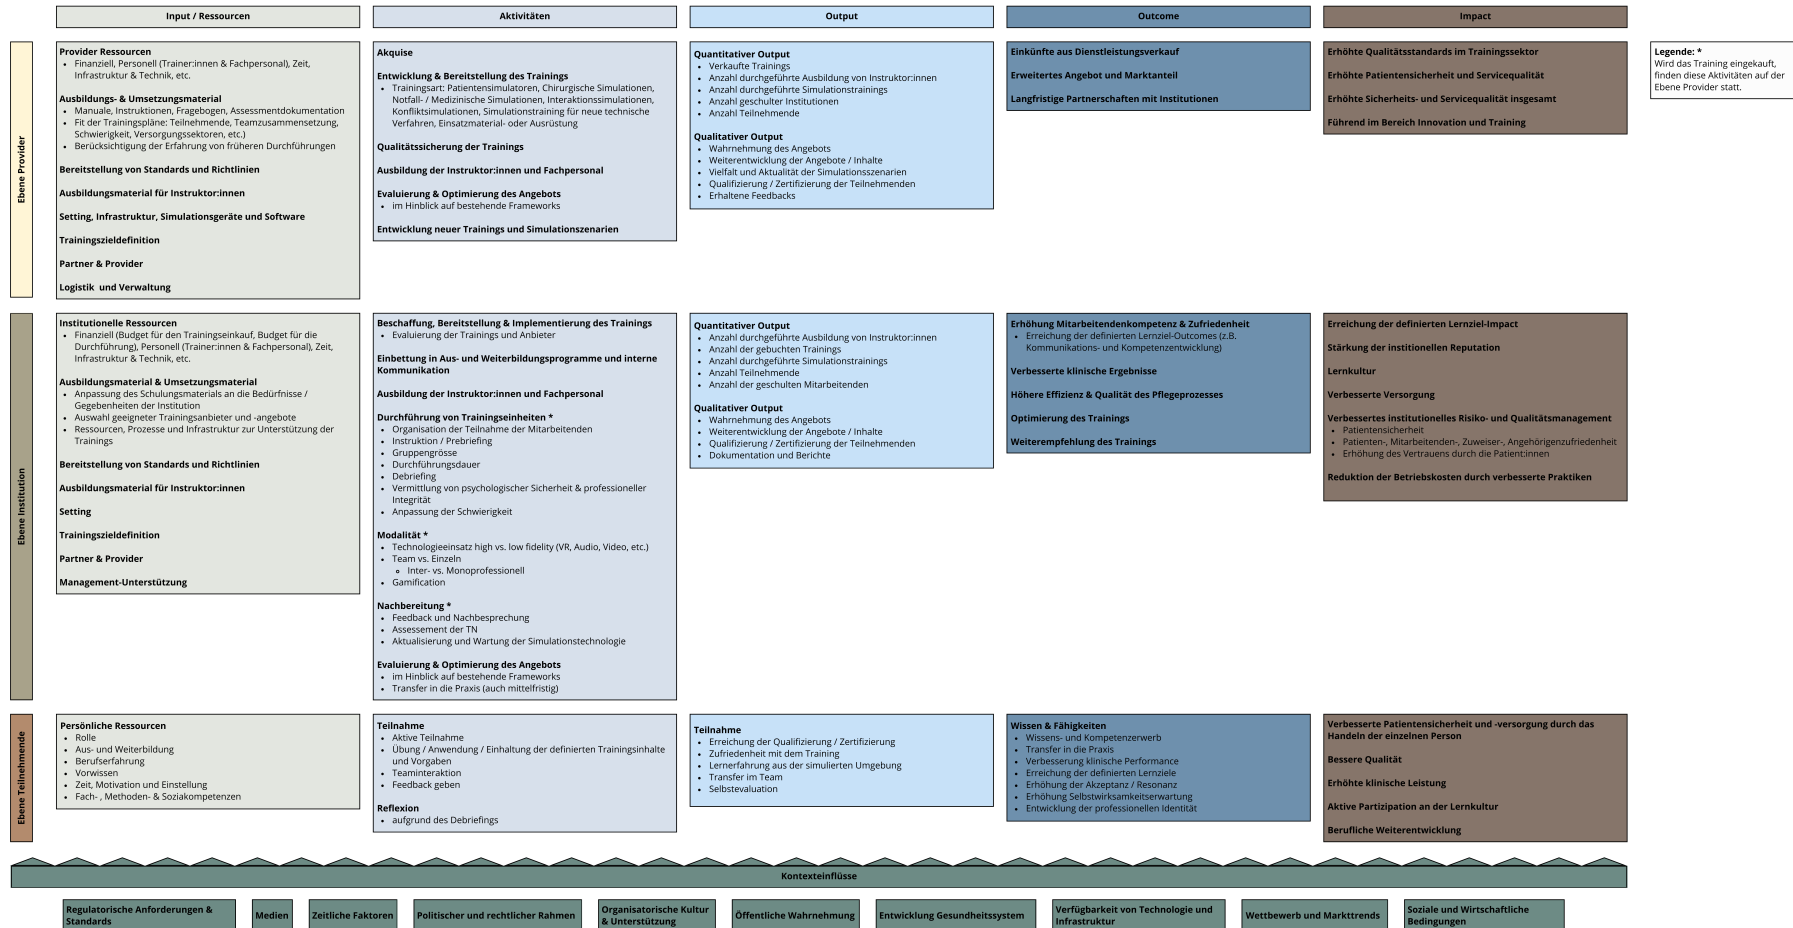 Input / Ressourcen
Aktivitäten
Output
Outcome
Impact
Ebene Provider
Provider Ressourcen
• Finanziell, Personell (Trainer:innen & Fachpersonal), Zeit,
Infrastruktur & Technik, etc.
Ausbildungs- & Umsetzungsmaterial
• Manuale, Instruktionen, Fragebogen, Assessmentdokumentation
• Fit der Trainingspläne: Teilnehmende, Teamzusammensetzung,
Schwierigkeit, Versorgungssektoren, etc.)
• Berücksichtigung der Erfahrung von früheren Durchführungen
Bereitstellung von Standards und Richtlinien
Ausbildungsmaterial für Instruktor:innen
Setting, Infrastruktur, Simulationsgeräte und Software
Trainingszieldefinition
Partner & Provider
Logistik und Verwaltung
Akquise
Entwicklung & Bereitstellung des Trainings
• Trainingsart: Patientensimulatoren, Chirurgische Simulationen,
Notfall- / Medizinische Simulationen, Interaktionssimulationen,
Konfliktsimulationen, Simulationstraining für neue technische
Verfahren, Einsatzmaterial- oder Ausrüstung
Qualitätssicherung der Trainings
Ausbildung der Instruktor:innen und Fachpersonal
Evaluierung & Optimierung des Angebots
• im Hinblick auf bestehende Frameworks
Entwicklung neuer Trainings und Simulationszenarien
Quantitativer Output
• Verkaufte Trainings
• Anzahl durchgeführte Ausbildung von Instruktor:innen
• Anzahl durchgeführte Simulationstrainings
• Anzahl geschulter Institutionen
• Anzahl Teilnehmende
Qualitativer Output
• Wahrnehmung des Angebots
• Weiterentwicklung der Angebote / Inhalte
• Vielfalt und Aktualität der Simulationsszenarien
• Qualifizierung / Zertifizierung der Teilnehmenden
• Erhaltene Feedbacks
Einkünfte aus Dienstleistungsverkauf
Erweitertes Angebot und Marktanteil
Langfristige Partnerschaften mit Institutionen
Erhöhte Qualitätsstandards im Trainingssektor
Erhöhte Patientensicherheit und Servicequalität
Erhöhte Sicherheits- und Servicequalität insgesamt
Führend im Bereich Innovation und Training
Legende: *
Wird das Training eingekauft,
finden diese Aktivitäten auf der
Ebene Provider statt.
Ebene Institution
Institutionelle Ressourcen
• Finanziell (Budget für den Trainingseinkauf, Budget für die
Durchführung), Personell (Trainer:innen & Fachpersonal), Zeit,
Infrastruktur & Technik, etc.
Ausbildungsmaterial & Umsetzungsmaterial
• Anpassung des Schulungsmaterials an die Bedürfnisse /
Gegebenheiten der Institution
• Auswahl geeigneter Trainingsanbieter und -angebote
• Ressourcen, Prozesse und Infrastruktur zur Unterstützung der
Trainings
Bereitstellung von Standards und Richtlinien
Ausbildungsmaterial für Instruktor:innen
Setting
Trainingszieldefinition
Partner & Provider
Management-Unterstützung
Beschaffung, Bereitstellung & Implementierung des Trainings
• Evaluierung der Trainings und Anbieter
Einbettung in Aus- und Weiterbildungsprogramme und interne
Kommunikation
Ausbildung der Instruktor:innen und Fachpersonal
Durchführung von Trainingseinheiten *
• Organisation der Teilnahme der Mitarbeitenden
• Instruktion / Prebriefing
• Gruppengrösse
• Durchführungsdauer
• Debriefing
• Vermittlung von psychologischer Sicherheit & professioneller
Integrität
• Anpassung der Schwierigkeit
Modalität *
• Technologieeinsatz high vs. low fidelity (VR, Audio, Video, etc.)
• Team vs. Einzeln
◦ Inter- vs. Monoprofessionell
• Gamification
Nachbereitung *
• Feedback und Nachbesprechung
• Assessement der TN
• Aktualisierung und Wartung der Simulationstechnologie
Evaluierung & Optimierung des Angebots
• im Hinblick auf bestehende Frameworks
• Transfer in die Praxis (auch mittelfristig)
Quantitativer Output
• Anzahl durchgeführte Ausbildung von Instruktor:innen
• Anzahl der gebuchten Trainings
• Anzahl durchgeführte Simulationstrainings
• Anzahl Teilnehmende
• Anzahl der geschulten Mitarbeitenden
Qualitativer Output
• Wahrnehmung des Angebots
• Weiterentwicklung der Angebote / Inhalte
• Qualifizierung / Zertifizierung der Teilnehmenden
• Dokumentation und Berichte
Erhöhung Mitarbeitendenkompetenz & Zufriedenheit
• Erreichung der definierten Lernziel-Outcomes (z.B.
Kommunikations- und Kompetenzentwicklung)
Verbesserte klinische Ergebnisse
Höhere Effizienz & Qualität des Pflegeprozesses
Optimierung des Trainings
Weiterempfehlung des Trainings
Erreichung der definierten Lernziel-Impact
Stärkung der institionellen Reputation
Lernkultur
Verbesserte Versorgung
Verbessertes institutionelles Risiko- und Qualitätsmanagement
• Patientensicherheit
• Patienten-, Mitarbeitenden-, Zuweiser-, Angehörigenzufriedenheit
• Erhöhung des Vertrauens durch die Patient:innen
Reduktion der Betriebskosten durch verbesserte Praktiken
Ebene Teilnehmende
Persönliche Ressourcen
• Rolle
• Aus- und Weiterbildung
• Berufserfahrung
• Vorwissen
• Zeit, Motivation und Einstellung
• Fach- , Methoden- & Soziakompetenzen
Teilnahme
• Aktive Teilnahme
• Übung / Anwendung / Einhaltung der definierten Trainingsinhalte
und Vorgaben
• Teaminteraktion
• Feedback geben
Reflexion
• aufgrund des Debriefings
Teilnahme
• Erreichung der Qualifizierung / Zertifizierung
• Zufriedenheit mit dem Training
• Lernerfahrung aus der simulierten Umgebung
• Transfer im Team
• Selbstevaluation
Wissen & Fähigkeiten
• Wissens- und Kompetenzerwerb
• Transfer in die Praxis
• Verbesserung klinische Performance
• Erreichung der definierten Lernziele
• Erhöhung der Akzeptanz / Resonanz
• Erhöhung Selbstwirksamkeitserwartung
• Entwicklung der professionellen Identität
Verbesserte Patientensicherheit und -versorgung durch das
Handeln der einzelnen Person
Bessere Qualität
Erhöhte klinische Leistung
Aktive Partizipation an der Lernkultur
Berufliche Weiterentwicklung
Kontexteinflüsse
Regulatorische Anforderungen &
Standards
Medien
Zeitliche Faktoren
Politischer und rechtlicher Rahmen
Organisatorische Kultur
& Unterstützung
Öffentliche Wahrnehmung
Entwicklung Gesundheitssystem
Verfügbarkeit von Technologie und
Infrastruktur
Wettbewerb und Markttrends
Soziale und Wirtschaftliche
Bedingungen